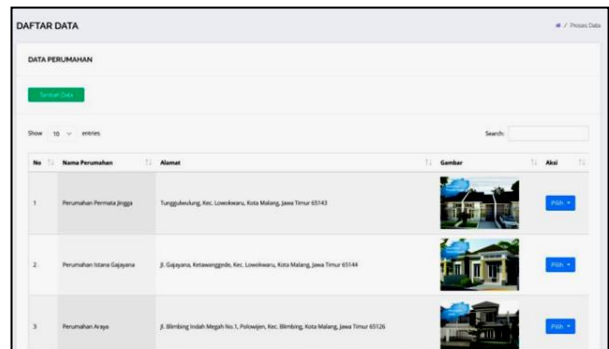 DAFTAR DATA
/ Proses Data
DATA PERUMAHAN
Tambah Data
Show 10 entries
Search:
No Nama Perumahan Alamat Gambar Aksi
1 Perumahan Permata Jingga Tunggulwulung, Kec. Lowokwaru, Kota Malang, Jawa Timur 65143 Pilih
2 Perumahan Istana Gajayana Jl. Gajayana, Ketawanggede, Kec. Lowokwaru, Kota Malang, Jawa Timur 65144 Pilih
3 Perumahan Araya Jl. Blimbing Indah Megah No.1, Polowijen, Kec. Blimbing, Kota Malang, Jawa Timur 65126 Pilih